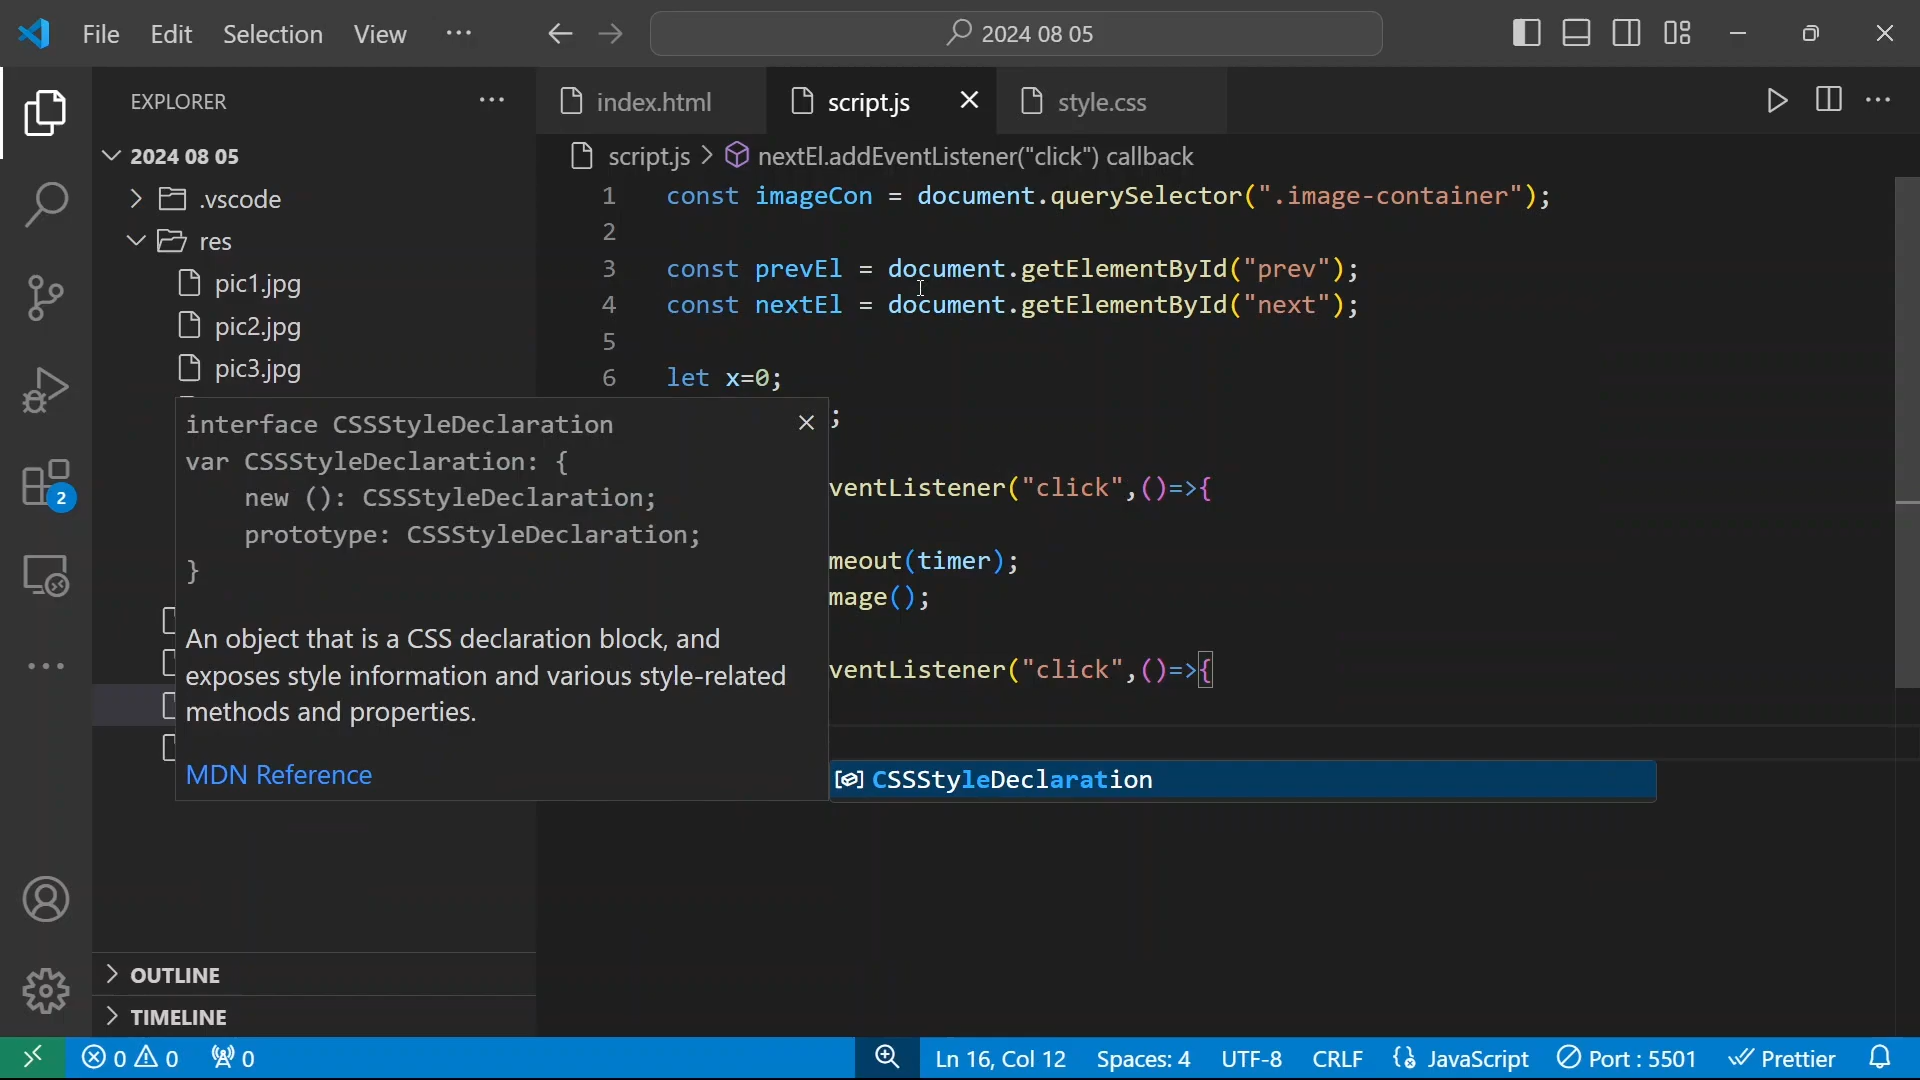 File Edit Selection View
2024 08 05
EXPLORER
index.html
script.js
style.css
2024 08 05
script.js > nextEl.addEventListener("click") callback
.vscode
res
pic1.jpg
pic2.jpg
pic3.jpg
1 const imageCon = document.querySelector(".image-container");
2
3 const prevEl = document.getElementById("prev");
4 const nextEl = document.getElementById("next");
5
6 let x=0;
;
ventListener("click",()=>{
meout(timer);
mage();
ventListener("click",()=>{
interface CSSStyleDeclaration
var CSSStyleDeclaration: {
new (): CSSStyleDeclaration;
prototype: CSSStyleDeclaration;
}
An object that is a CSS declaration block, and
exposes style information and various style-related
methods and properties.
MDN Reference
CSSStyleDeclaration
2
OUTLINE
TIMELINE
0 0 0
Ln 16, Col 12 Spaces: 4 UTF-8 CRLF JavaScript Port : 5501 Prettier